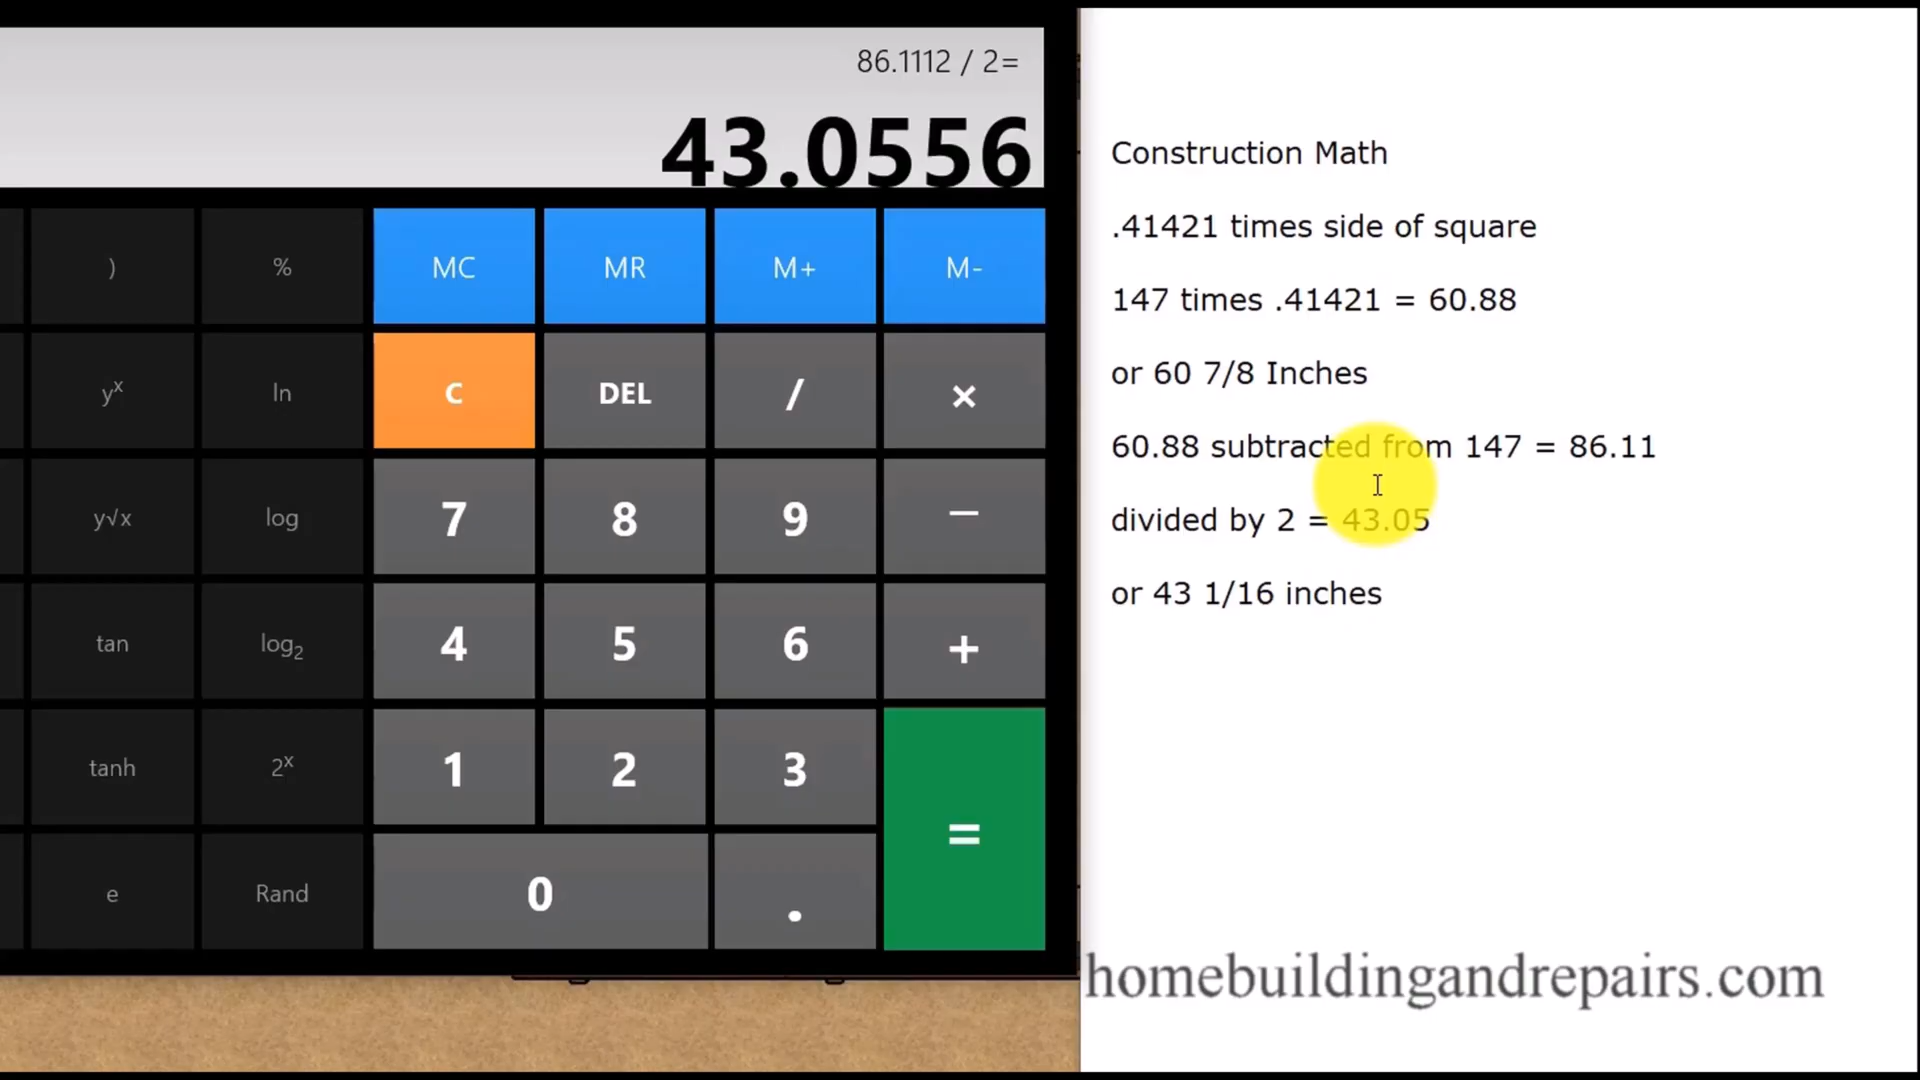 86.1112 / 2=
43.0556
) % MC MR M+ M-
yˣ ln C DEL / ×
y√x log 7 8 9 −
tan log₂ 4 5 6 +
tanh 2ˣ 1 2 3
e Rand 0 . =
Construction Math
.41421 times side of square
147 times .41421 = 60.88
or 60 7/8 Inches
60.88 subtracted from 147 = 86.11
divided by 2 = 43.05
or 43 1/16 inches
homebuildingandrepairs.com